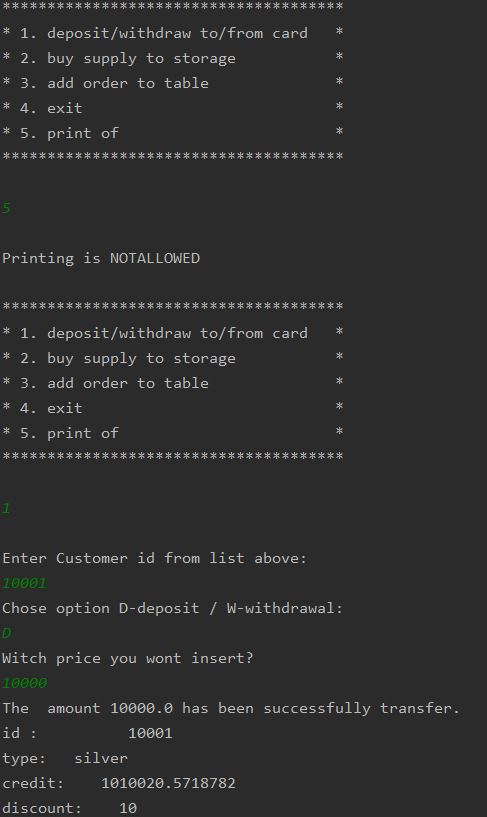 **************************************
* 1. deposit/withdraw to/from card   *
* 2. buy supply to storage           *
* 3. add order to table              *
* 4. exit                            *
* 5. print of                        *
**************************************
5
Printing is NOTALLOWED
**************************************
* 1. deposit/withdraw to/from card   *
* 2. buy supply to storage           *
* 3. add order to table              *
* 4. exit                            *
* 5. print of                        *
**************************************
1
Enter Customer id from list above:
10001
Chose option D-deposit / W-withdrawal:
D
Witch price you wont insert?
10000
The  amount 10000.0 has been successfully transfer.
id :          10001
type:   silver
credit:    1010020.5718782
discount:    10